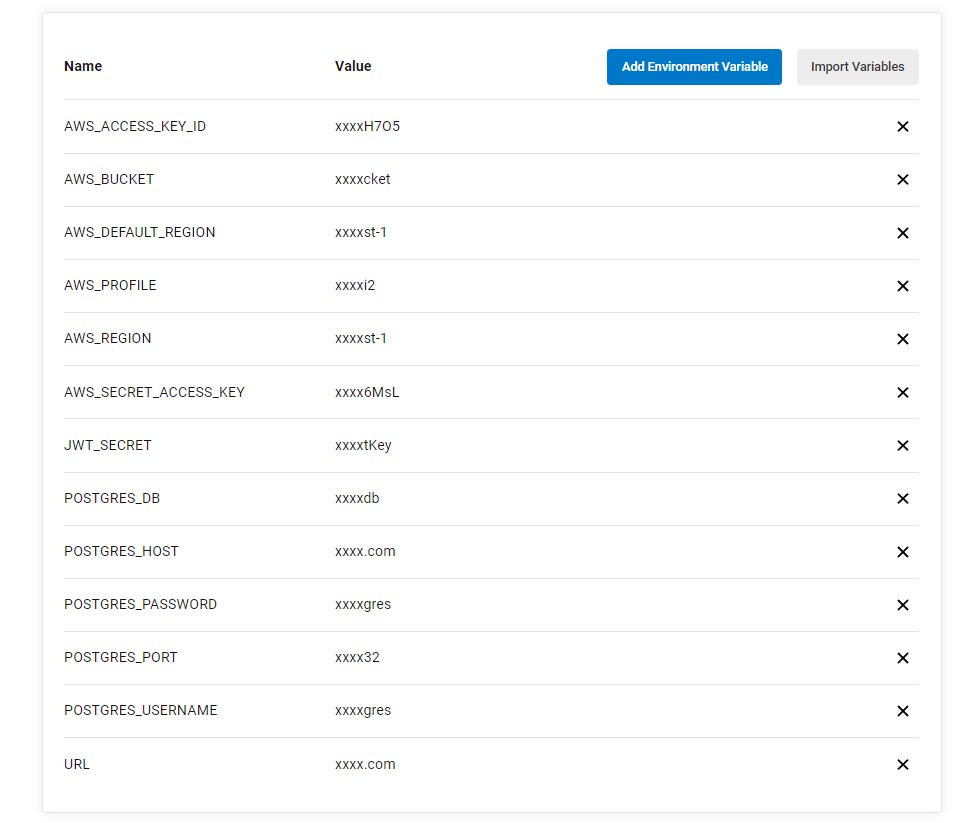 Name Value Add Environment Variable Import Variables
AWS_ACCESS_KEY_ID xxxxH7O5
AWS_BUCKET xxxxcket
AWS_DEFAULT_REGION xxxxst-1
AWS_PROFILE xxxxi2
AWS_REGION xxxxst-1
AWS_SECRET_ACCESS_KEY xxxx6MsL
JWT_SECRET xxxxtKey
POSTGRES_DB xxxxdb
POSTGRES_HOST xxxx.com
POSTGRES_PASSWORD xxxxgres
POSTGRES_PORT xxxx32
POSTGRES_USERNAME xxxxgres
URL xxxx.com